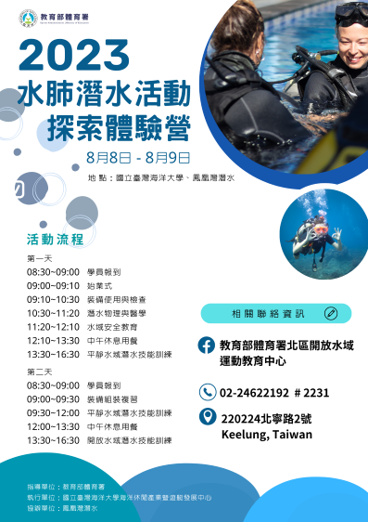 教育部體育署
2023
水肺潛水活動
探索體驗營
8月8日 - 8月9日
地 點：國立臺灣海洋大學、鳳凰灣潛水
活動流程
第一天
08:30~09:00 學員報到
09:00~09:10 始業式
09:10~10:30 裝備使用與檢查
10:30~11:20 潛水物理與醫學
11:20~12:10 水域安全教育
12:10~13:30 中午休息用餐
13:30~16:30 平靜水域潛水技能訓練
第二天
08:30~09:00 學員報到
09:00~09:30 裝備組裝複習
09:30~12:00 平靜水域潛水技能訓練
12:00~13:30 中午休息用餐
13:30~16:30 開放水域潛水技能訓練
相關聯絡資訊
教育部體育署北區開放水域
運動教育中心
02-24622192 # 2231
220224北寧路2號
Keelung, Taiwan
指導單位：教育部體育署
執行單位：國立臺灣海洋大學海洋休閒產業暨遊艇發展中心
協辦單位：鳳凰灣潛水